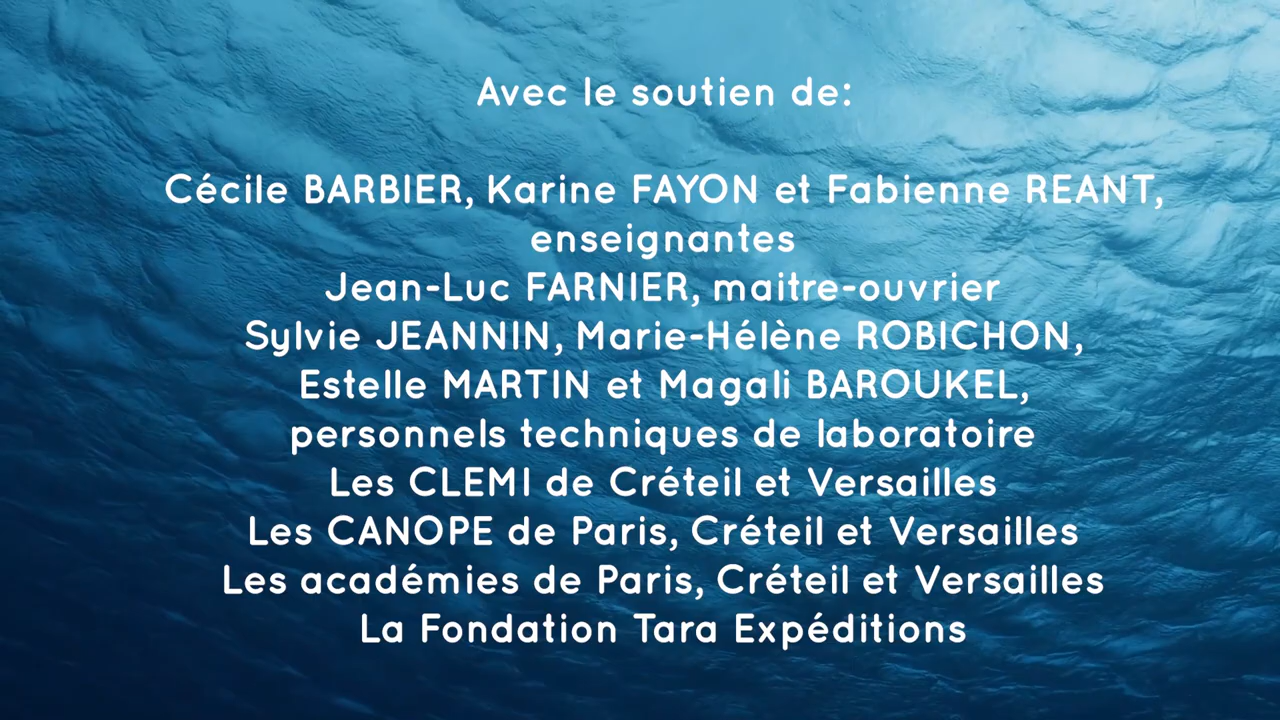 Avec le soutien de:
Cécile BARBIER, Karine FAYON et Fabienne REANT,
enseignantes
Jean-Luc FARNIER, maitre-ouvrier
Sylvie JEANNIN, Marie-Hélène ROBICHON,
Estelle MARTIN et Magali BAROUKEL,
personnels techniques de laboratoire
Les CLEMI de Créteil et Versailles
Les CANOPE de Paris, Créteil et Versailles
Les académies de Paris, Créteil et Versailles
La Fondation Tara Expéditions